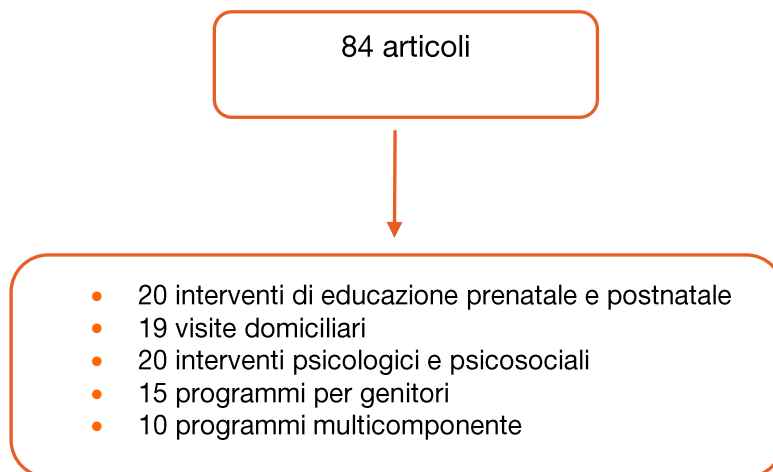 84 articoli
• 20 interventi di educazione prenatale e postnatale
• 19 visite domiciliari
• 20 interventi psicologici e psicosociali
• 15 programmi per genitori
• 10 programmi multicomponente